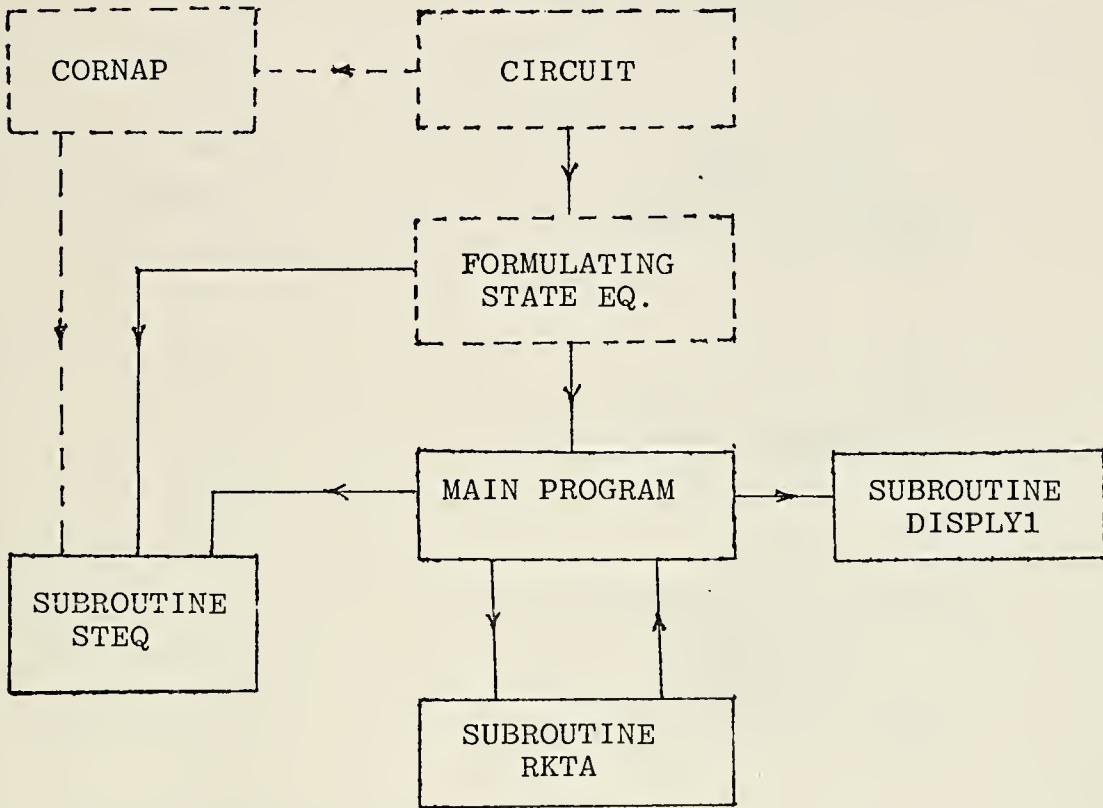 CORNAP
CIRCUIT
FORMULATING
STATE EQ.
MAIN PROGRAM
SUBROUTINE
DISPLY1
SUBROUTINE
STEQ
SUBROUTINE
RKTA